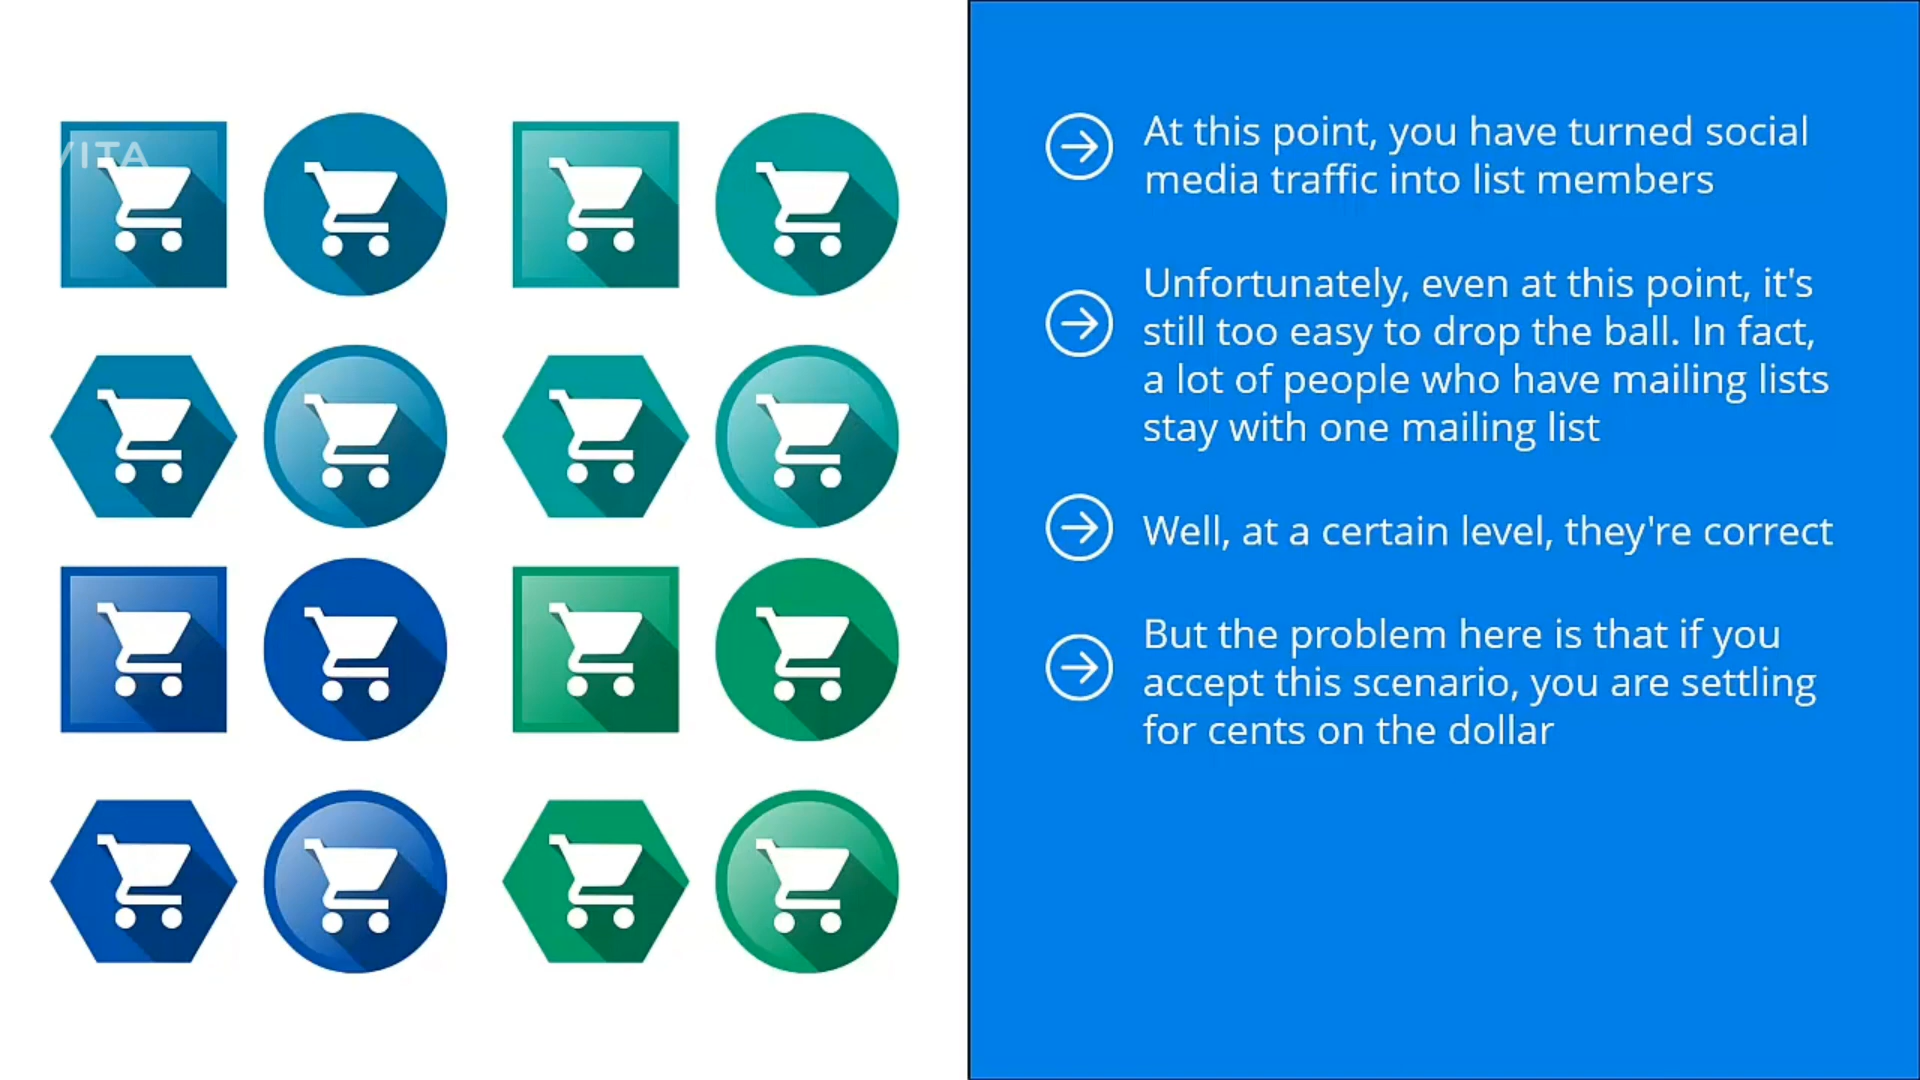 VITA
At this point, you have turned social
media traffic into list members
Unfortunately, even at this point, it's
still too easy to drop the ball. In fact,
a lot of people who have mailing lists
stay with one mailing list
Well, at a certain level, they're correct
But the problem here is that if you
accept this scenario, you are settling
for cents on the dollar